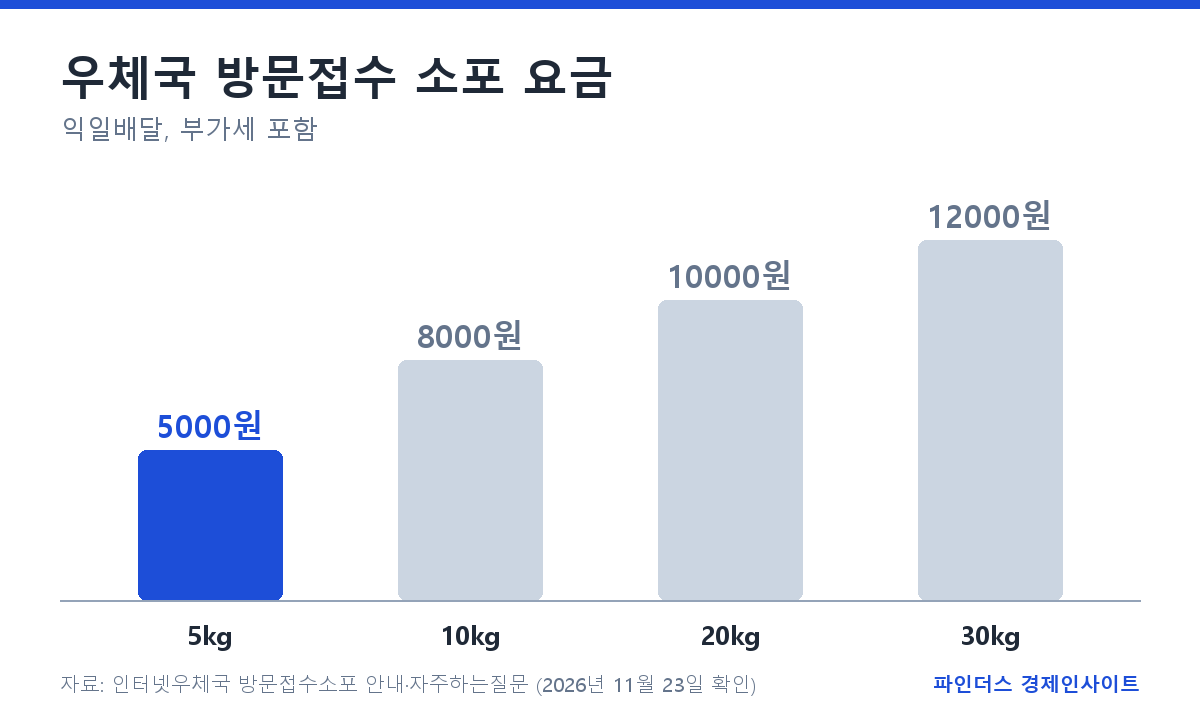 우체국 방문접수 소포 요금
익일배달, 부가세 포함
5000원
8000원
10000원
12000원
5kg
10kg
20kg
30kg
자료: 인터넷우체국 방문접수소포 안내·자주하는질문 (2026년 11월 23일 확인)
파인더스 경제인사이트